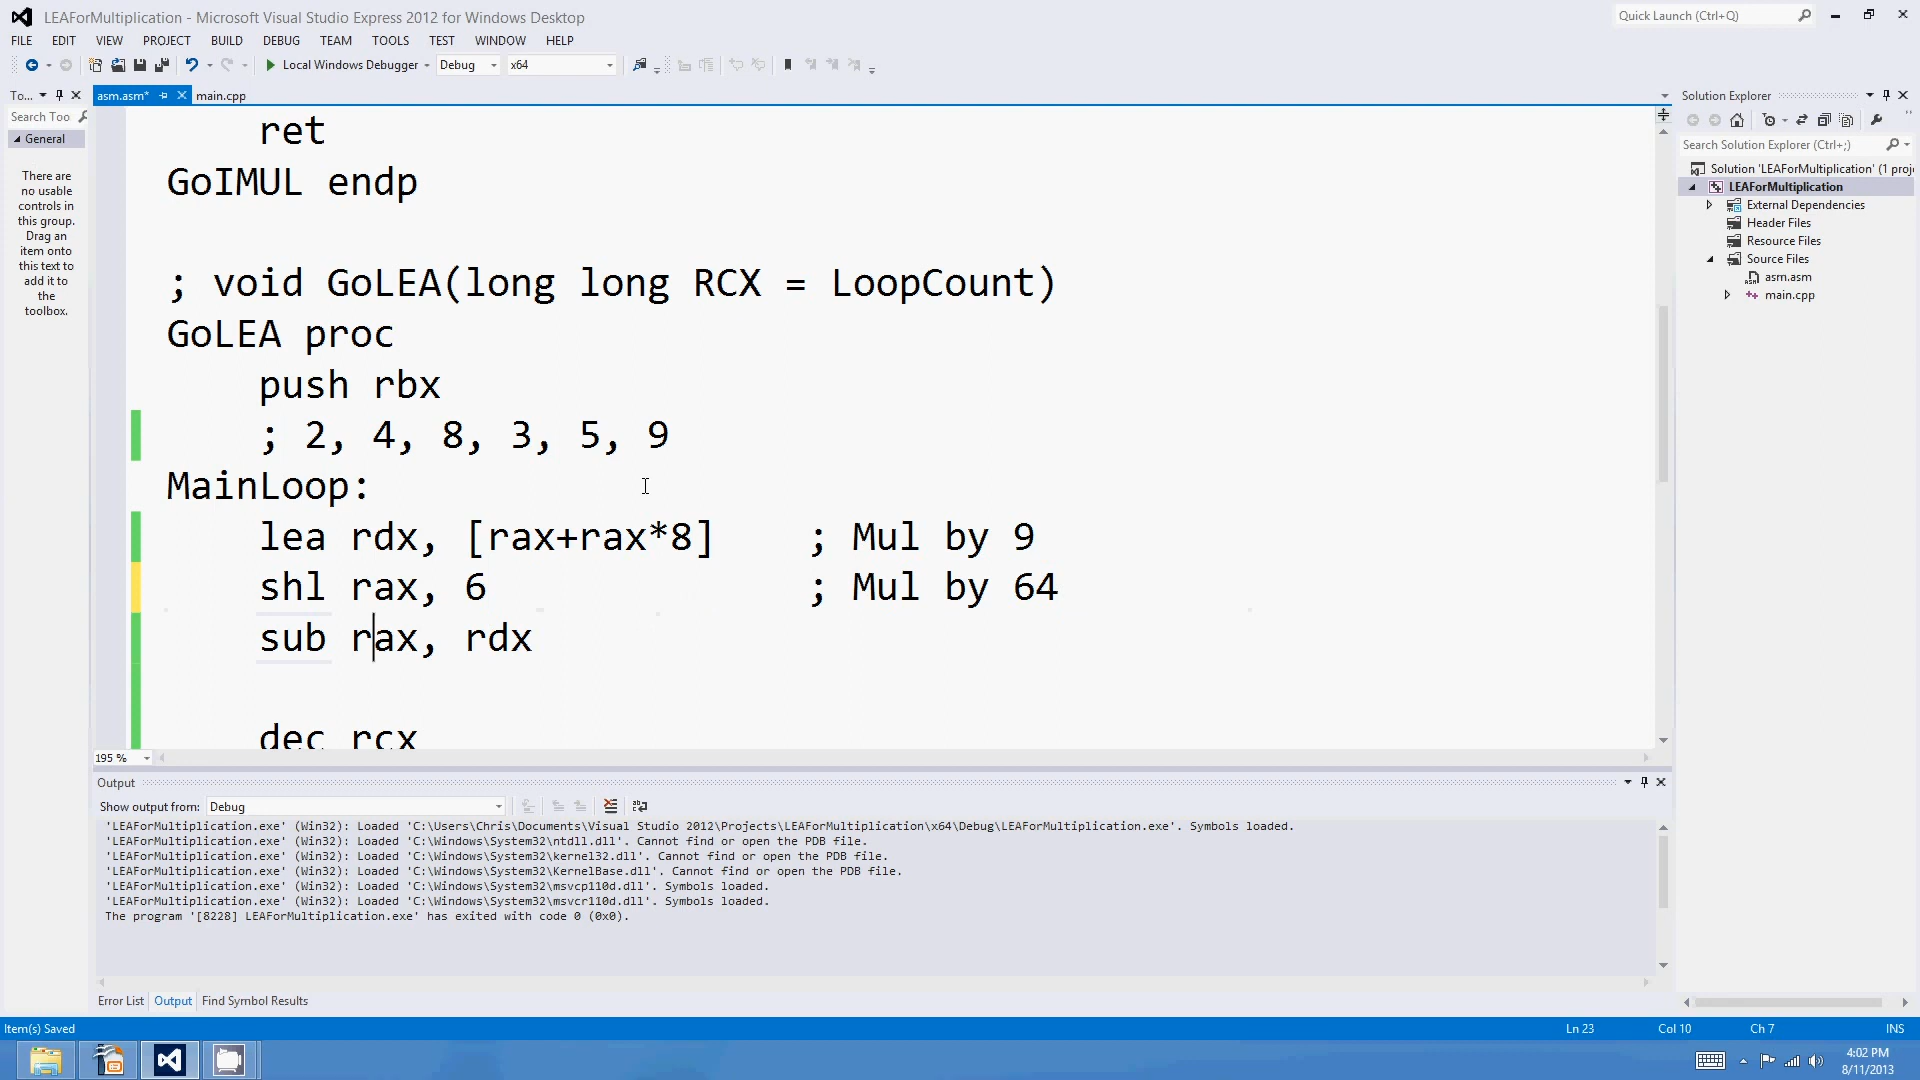 LEAForMultiplication - Microsoft Visual Studio Express 2012 for Windows Desktop
Quick Launch (Ctrl+Q)
FILE EDIT VIEW PROJECT BUILD DEBUG TEAM TOOLS TEST WINDOW HELP
Local Windows Debugger Debug x64
To...
asm.asm* main.cpp
Search Too
General
There are
no usable
controls in
this group.
Drag an
item onto
this text to
add it to
the
toolbox.
ret
GoIMUL endp
; void GoLEA(long long RCX = LoopCount)
GoLEA proc
push rbx
; 2, 4, 8, 3, 5, 9
MainLoop:
lea rdx, [rax+rax*8] ; Mul by 9
shl rax, 6 ; Mul by 64
sub rax, rdx
dec rcx
195 %
Solution Explorer
Search Solution Explorer (Ctrl+;)
Solution 'LEAForMultiplication' (1 proj
LEAForMultiplication
External Dependencies
Header Files
Resource Files
Source Files
asm.asm
main.cpp
Output
Show output from: Debug
'LEAForMultiplication.exe' (Win32): Loaded 'C:\Users\Chris\Documents\Visual Studio 2012\Projects\LEAForMultiplication\x64\Debug\LEAForMultiplication.exe'. Symbols loaded.
'LEAForMultiplication.exe' (Win32): Loaded 'C:\Windows\System32\ntdll.dll'. Cannot find or open the PDB file.
'LEAForMultiplication.exe' (Win32): Loaded 'C:\Windows\System32\kernel32.dll'. Cannot find or open the PDB file.
'LEAForMultiplication.exe' (Win32): Loaded 'C:\Windows\System32\KernelBase.dll'. Cannot find or open the PDB file.
'LEAForMultiplication.exe' (Win32): Loaded 'C:\Windows\System32\msvcp110d.dll'. Symbols loaded.
'LEAForMultiplication.exe' (Win32): Loaded 'C:\Windows\System32\msvcr110d.dll'. Symbols loaded.
The program '[8228] LEAForMultiplication.exe' has exited with code 0 (0x0).
Error List Output Find Symbol Results
Item(s) Saved Ln 23 Col 10 Ch 7 INS
4:02 PM
8/11/2013